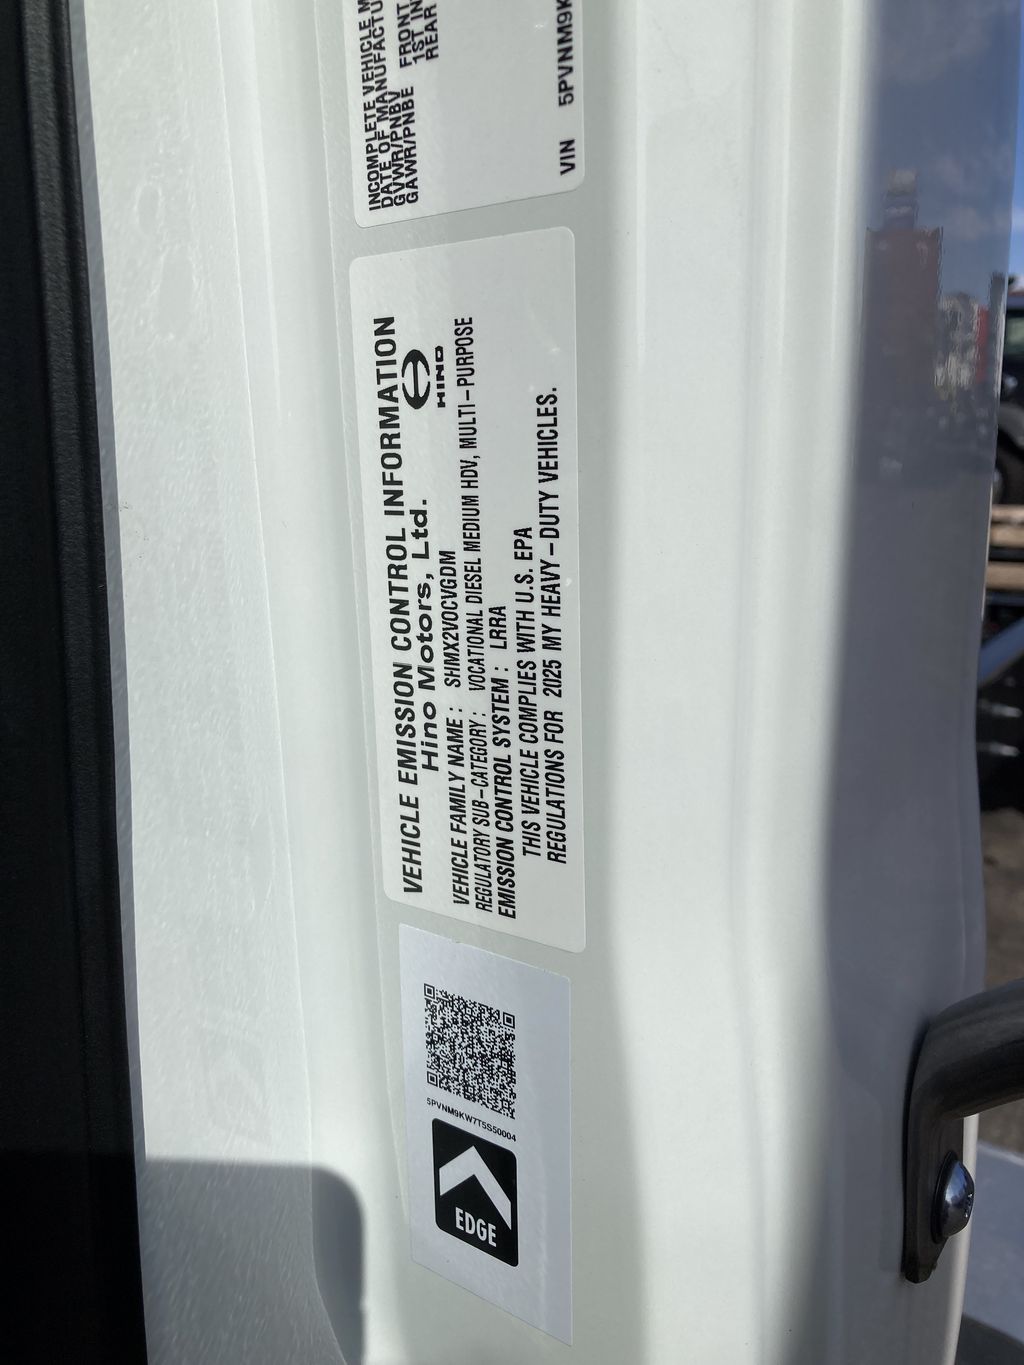 INCOMPLETE VEHICLE
DATE OF
GVWR/PNBV
GAWR/PNBE FRONT
1ST
REAR
VIN 5PVNM9K
VEHICLE EMISSION CONTROL INFORMATION
Hino Motors, Ltd.
HINO
VEHICLE FAMILY NAME : SHMX2VOCVGDM
REGULATORY SUB-CATEGORY : VOCATIONAL DIESEL MEDIUM HDV, MULTI-PURPOSE
EMISSION CONTROL SYSTEM : LRRA
THIS VEHICLE COMPLIES WITH U.S. EPA
REGULATIONS FOR 2025 MY HEAVY-DUTY VEHICLES.
EDGE
5PVNM9KW7T5S50004